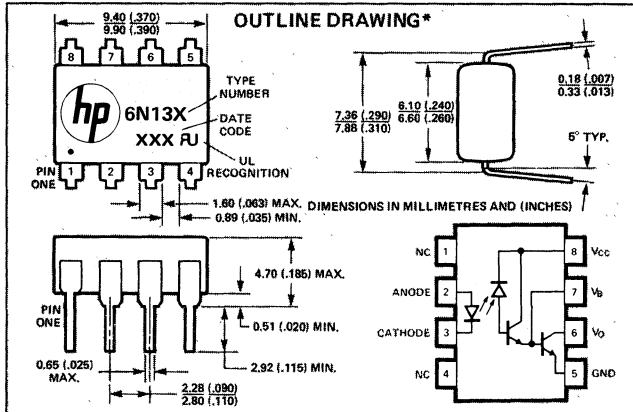 OUTLINE DRAWING*
9.40 (.370)
9.90 (.390)
8 7 6 5
hp
6N13X
XXX RU
TYPE
NUMBER
DATE
CODE
UL
RECOGNITION
PIN
ONE
1 2 3 4
1.60 (.063) MAX.
0.89 (.035) MIN.
7.36 (.290)
7.88 (.310)
6.10 (.240)
6.60 (.260)
0.18 (.007)
0.33 (.013)
5° TYP.
DIMENSIONS IN MILLIMETRES AND (INCHES)
PIN
ONE
4.70 (.185) MAX.
0.51 (.020) MIN.
2.92 (.115) MIN.
0.65 (.025)
MAX.
2.28 (.090)
2.80 (.110)
NC 1
ANODE 2
CATHODE 3
NC 4
8 VCC
7 VB
6 VO
5 GND